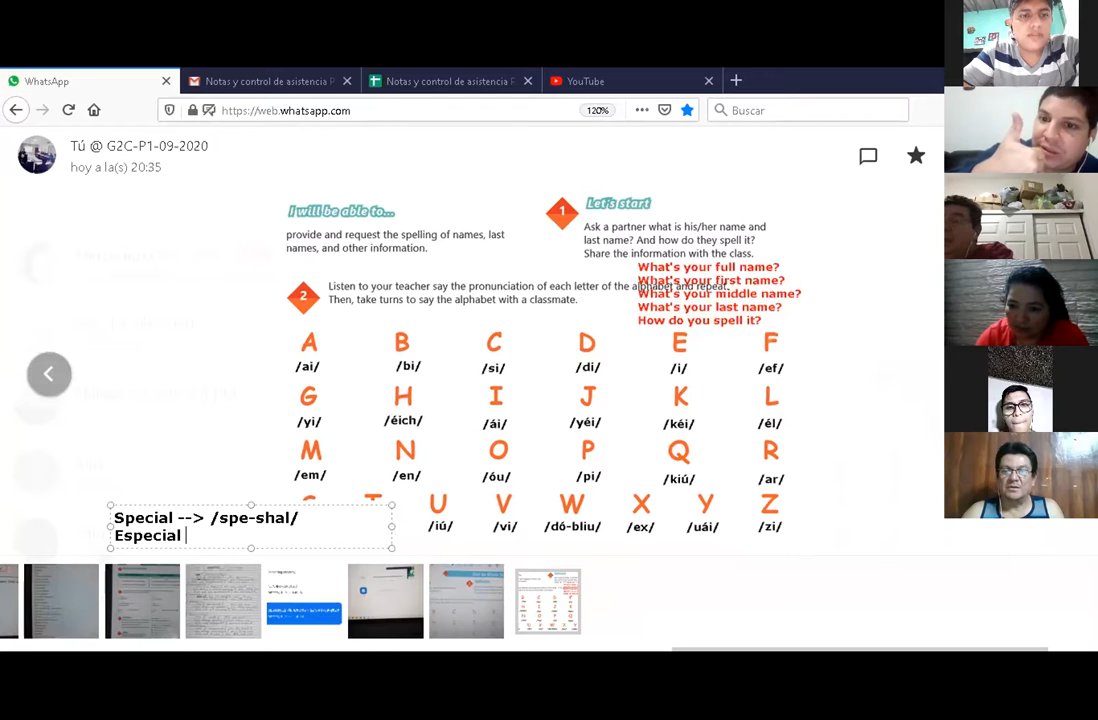 WhatsApp
Notas y control de asistencia P
Notas y control de asistencia P
YouTube
https://web.whatsapp.com
120%
Buscar
Tú @ G2C-P1-09-2020
hoy a la(s) 20:35
I will be able to...
provide and request the spelling of names, last
names, and other information.
1
Let's start
Ask a partner what is his/her name and
last name? And how do they spell it?
Share the information with the class.
What's your full name?
What's your first name?
What's your middle name?
What's your last name?
How do you spell it?
2
Listen to your teacher say the pronunciation of each letter of the alphabet and repeat.
Then, take turns to say the alphabet with a classmate.
A B C D E F
/ai/ /bi/ /si/ /di/ /i/ /ef/
G H I J K L
/yi/ /éich/ /ái/ /yéi/ /kéi/ /él/
M N O P Q R
/em/ /en/ /óu/ /pi/ /kiú/ /ar/
U V W X Y Z
/iú/ /vi/ /dó-bliu/ /ex/ /uái/ /zi/
Special --> /spe-shal/
Especial